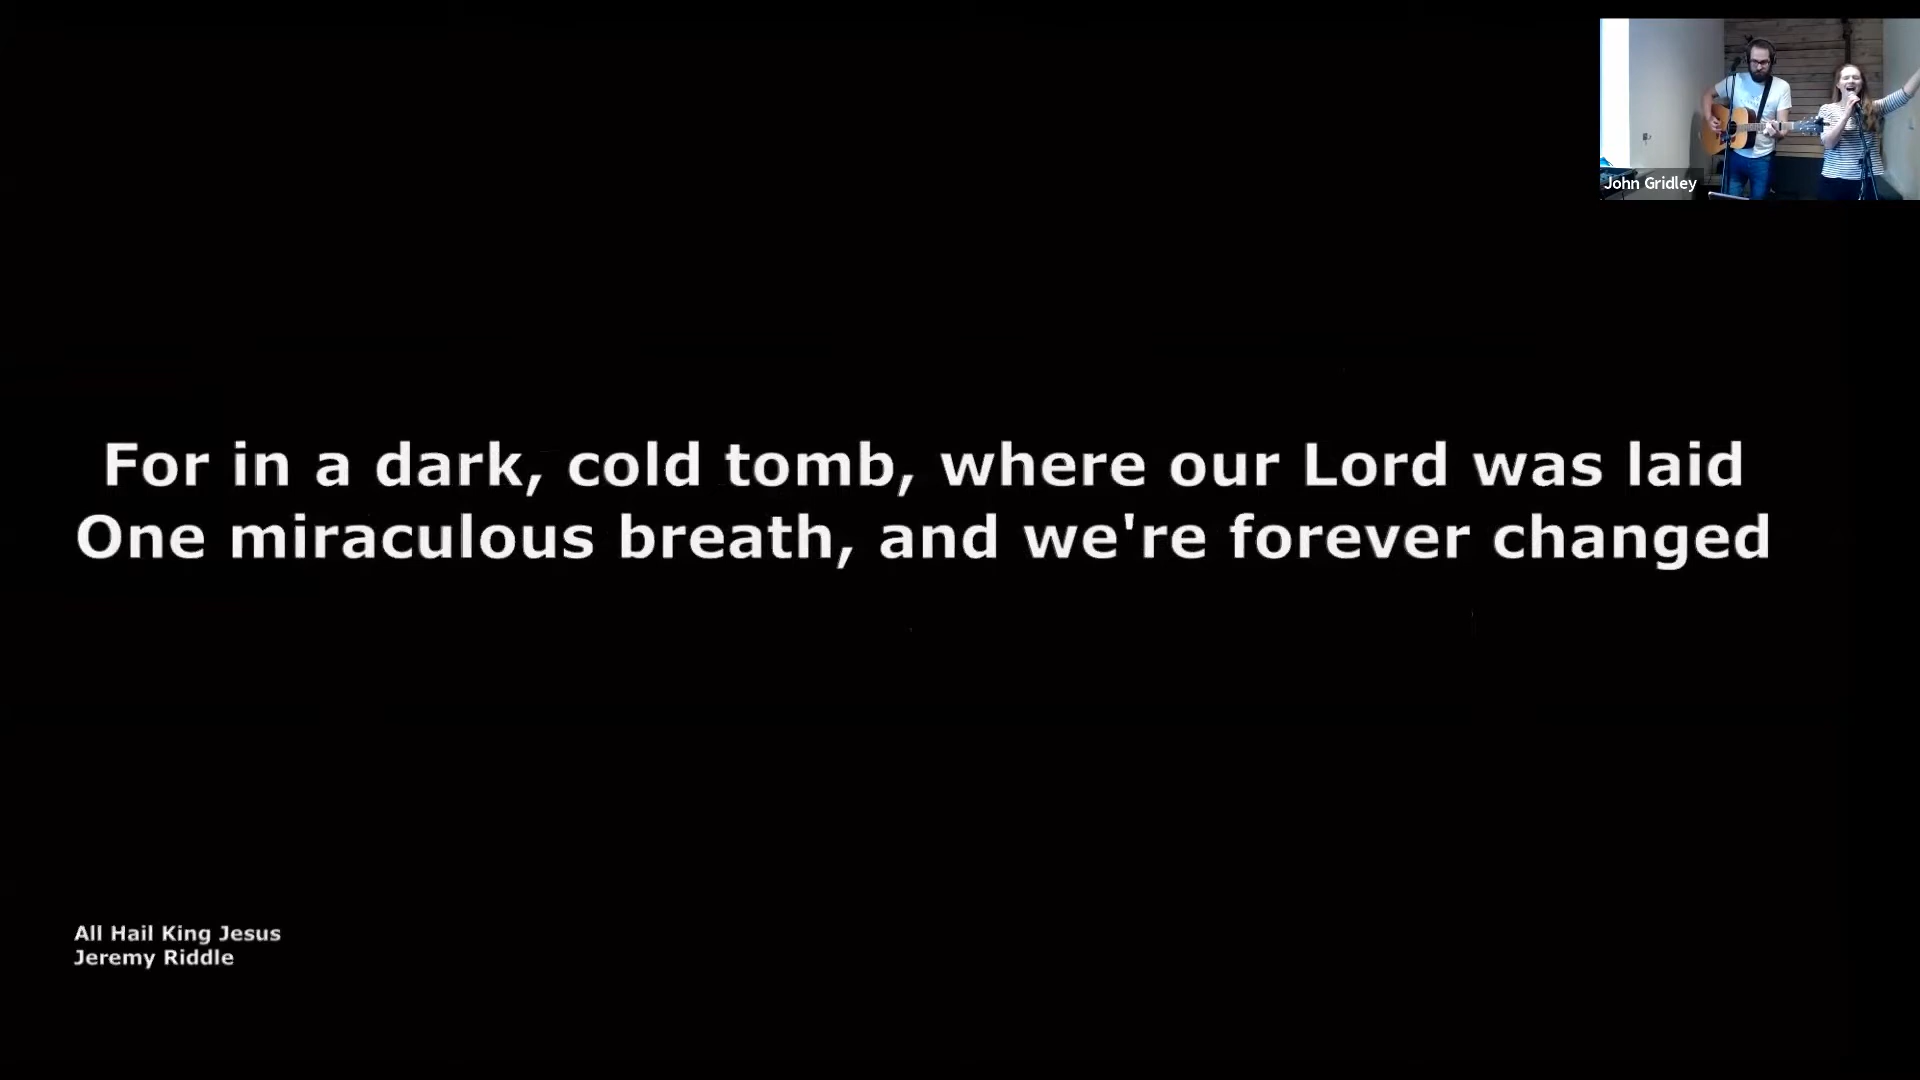 John Gridley
For in a dark, cold tomb, where our Lord was laid
One miraculous breath, and we're forever changed
All Hail King Jesus
Jeremy Riddle